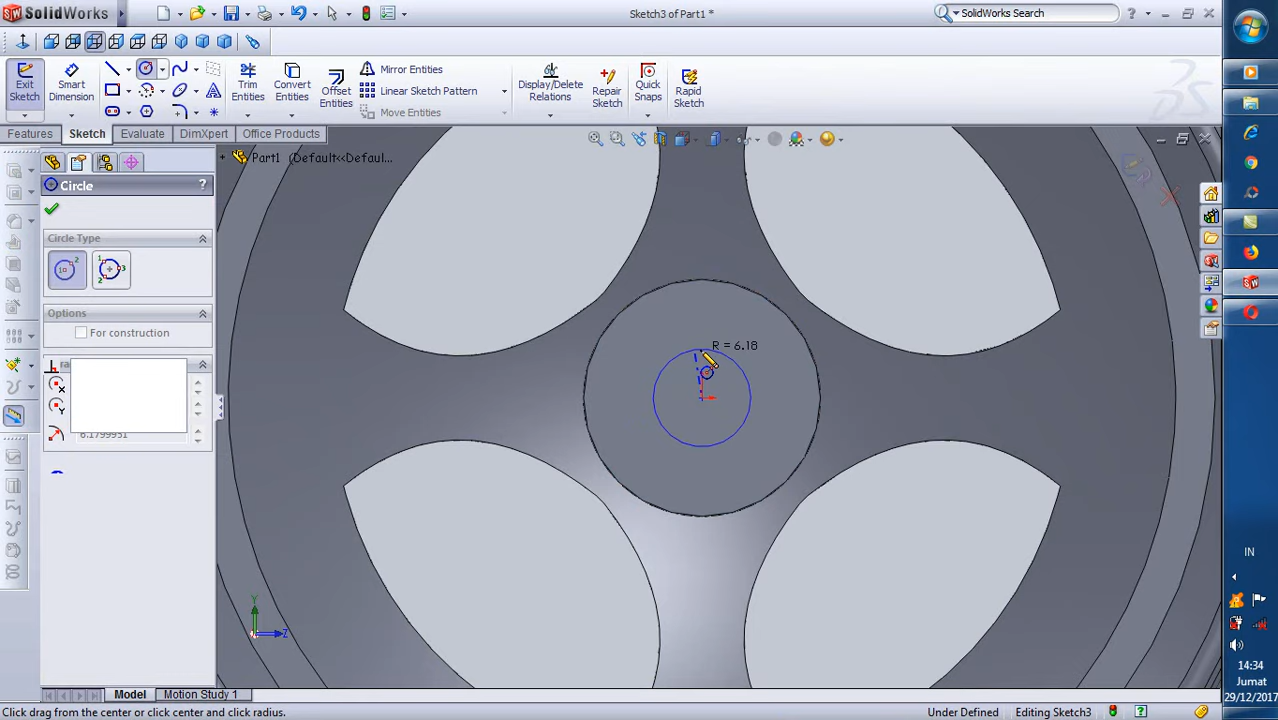 SolidWorks
Sketch3 of Part1 *
SolidWorks Search
Exit Sketch
Smart Dimension
Trim Entities
Convert Entities
Offset Entities
Mirror Entities
Linear Sketch Pattern
Move Entities
Display/Delete Relations
Repair Sketch
Quick Snaps
Rapid Sketch
Features
Sketch
Evaluate
DimXpert
Office Products
Part1 (Default<<Defaul...
Circle
?
Circle Type
Options
For construction
6.1799951
R = 6.18
Y
Z
IN
14:34
Jumat
29/12/2017
Model
Motion Study 1
Click drag from the center or click center and click radius.
Under Defined
Editing Sketch3